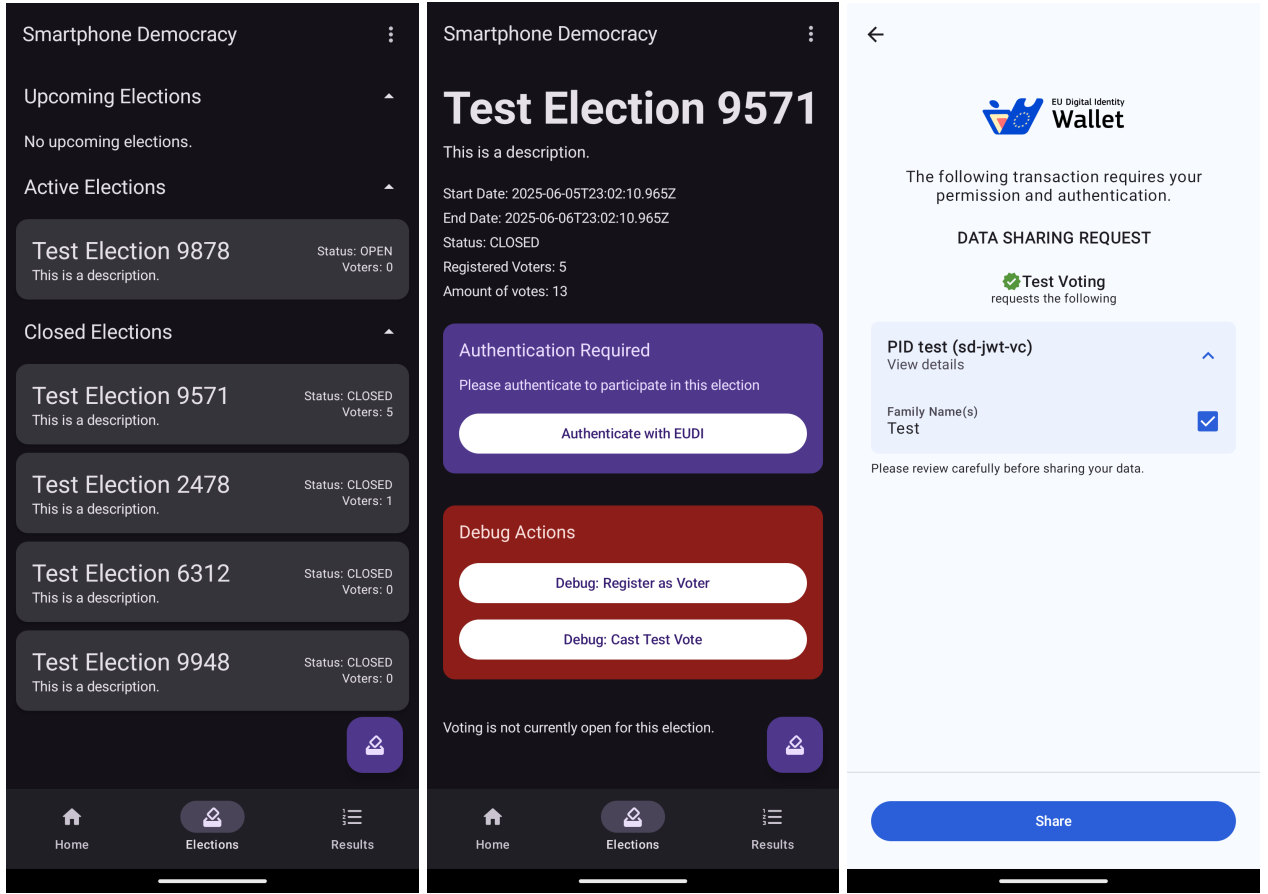 Smartphone Democracy
Upcoming Elections
No upcoming elections.
Active Elections
Test Election 9878
This is a description.
Status: OPEN
Voters: 0
Closed Elections
Test Election 9571
This is a description.
Status: CLOSED
Voters: 5
Test Election 2478
This is a description.
Status: CLOSED
Voters: 1
Test Election 6312
This is a description.
Status: CLOSED
Voters: 0
Test Election 9948
This is a description.
Status: CLOSED
Voters: 0
Home
Elections
Results
Smartphone Democracy
Test Election 9571
This is a description.
Start Date: 2025-06-05T23:02:10.965Z
End Date: 2025-06-06T23:02:10.965Z
Status: CLOSED
Registered Voters: 5
Amount of votes: 13
Authentication Required
Please authenticate to participate in this election
Authenticate with EUDI
Debug Actions
Debug: Register as Voter
Debug: Cast Test Vote
Voting is not currently open for this election.
Home
Elections
Results
EU Digital Identity
Wallet
The following transaction requires your
permission and authentication.
DATA SHARING REQUEST
Test Voting
requests the following
PID test (sd-jwt-vc)
View details
Family Name(s)
Test
Please review carefully before sharing your data.
Share